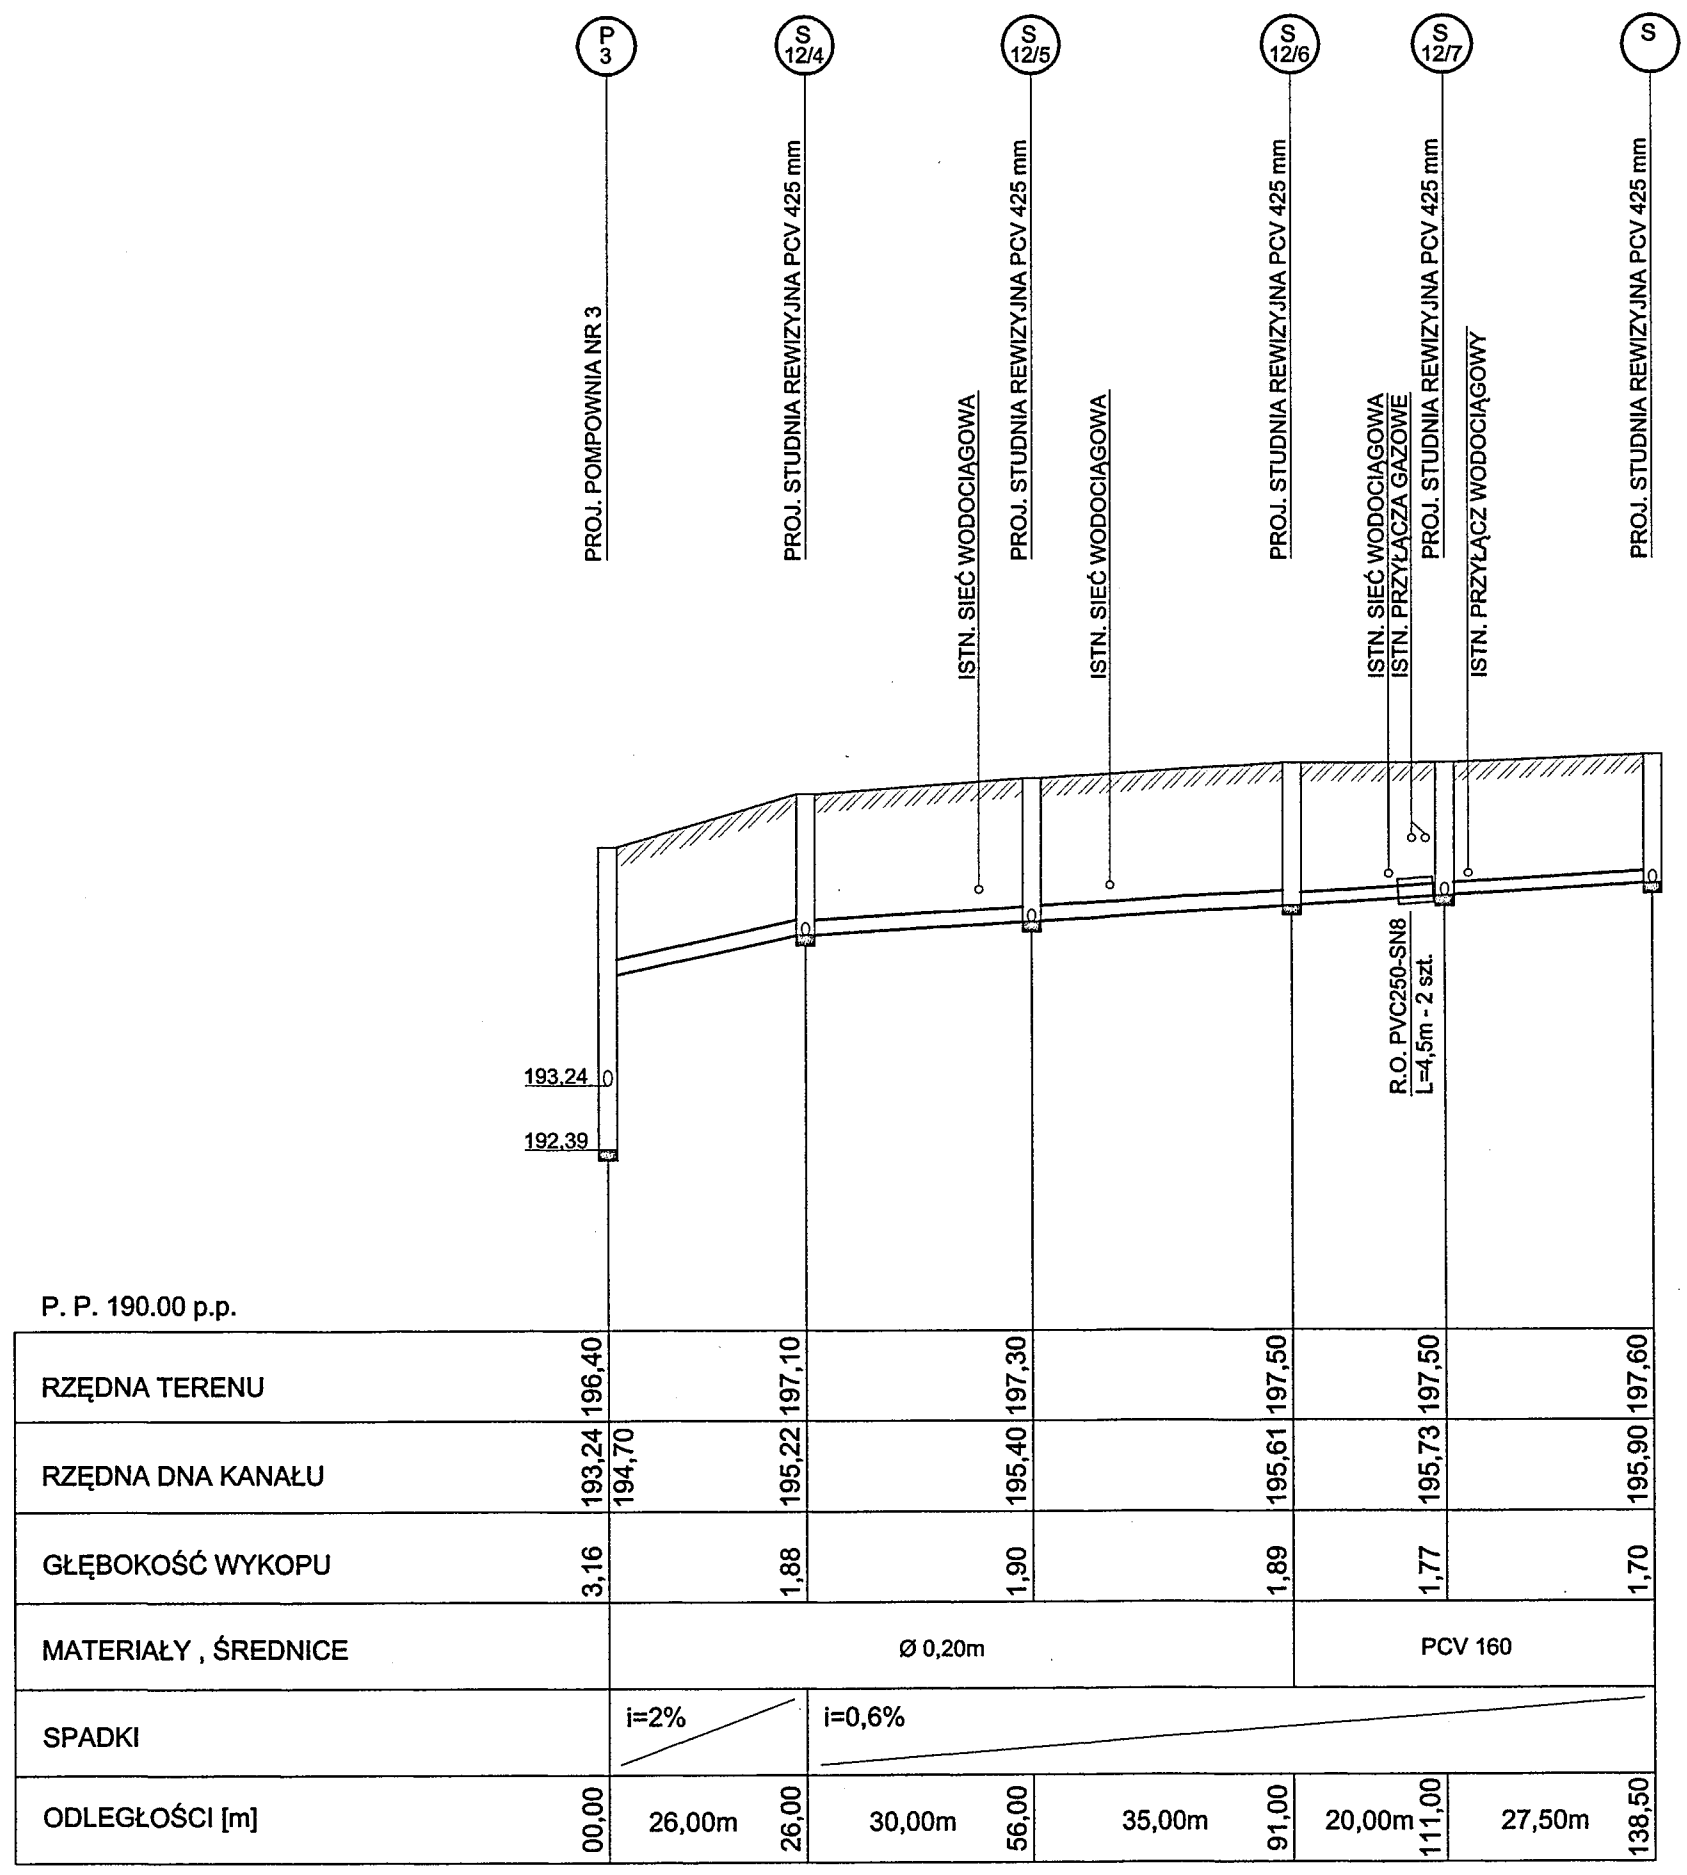 P
3
S
12/4
S
12/5
S
12/6
S
12/7
S
PROJ. POMPOWNIA NR 3
PROJ. STUDNIA REWIZYJNA PCV 425 mm
ISTN. SIEĆ WODOCIĄGOWA
PROJ. STUDNIA REWIZYJNA PCV 425 mm
ISTN. SIEĆ WODOCIĄGOWA
PROJ. STUDNIA REWIZYJNA PCV 425 mm
ISTN. SIEĆ WODOCIĄGOWA
ISTN. PRZYŁĄCZA GAZOWE
PROJ. STUDNIA REWIZYJNA PCV 425 mm
ISTN. PRZYŁĄCZ WODOCIĄGOWY
PROJ. STUDNIA REWIZYJNA PCV 425 mm
R.O. PVC250-SN8
L=4,5m - 2 szt.
193,24
192,39
P. P. 190.00 p.p.
RZĘDNA TERENU 196,40 197,10 197,30 197,50 197,50 197,60
RZĘDNA DNA KANAŁU 193,24 194,70 195,22 195,40 195,61 195,73 195,90
GŁĘBOKOŚĆ WYKOPU 3,16 1,88 1,90 1,89 1,77 1,70
MATERIAŁY , ŚREDNICE Ø 0,20m PCV 160
SPADKI i=2% i=0,6%
ODLEGŁOŚCI [m] 00,00 26,00m 26,00 30,00m 56,00 35,00m 91,00 20,00m 111,00 27,50m 138,50